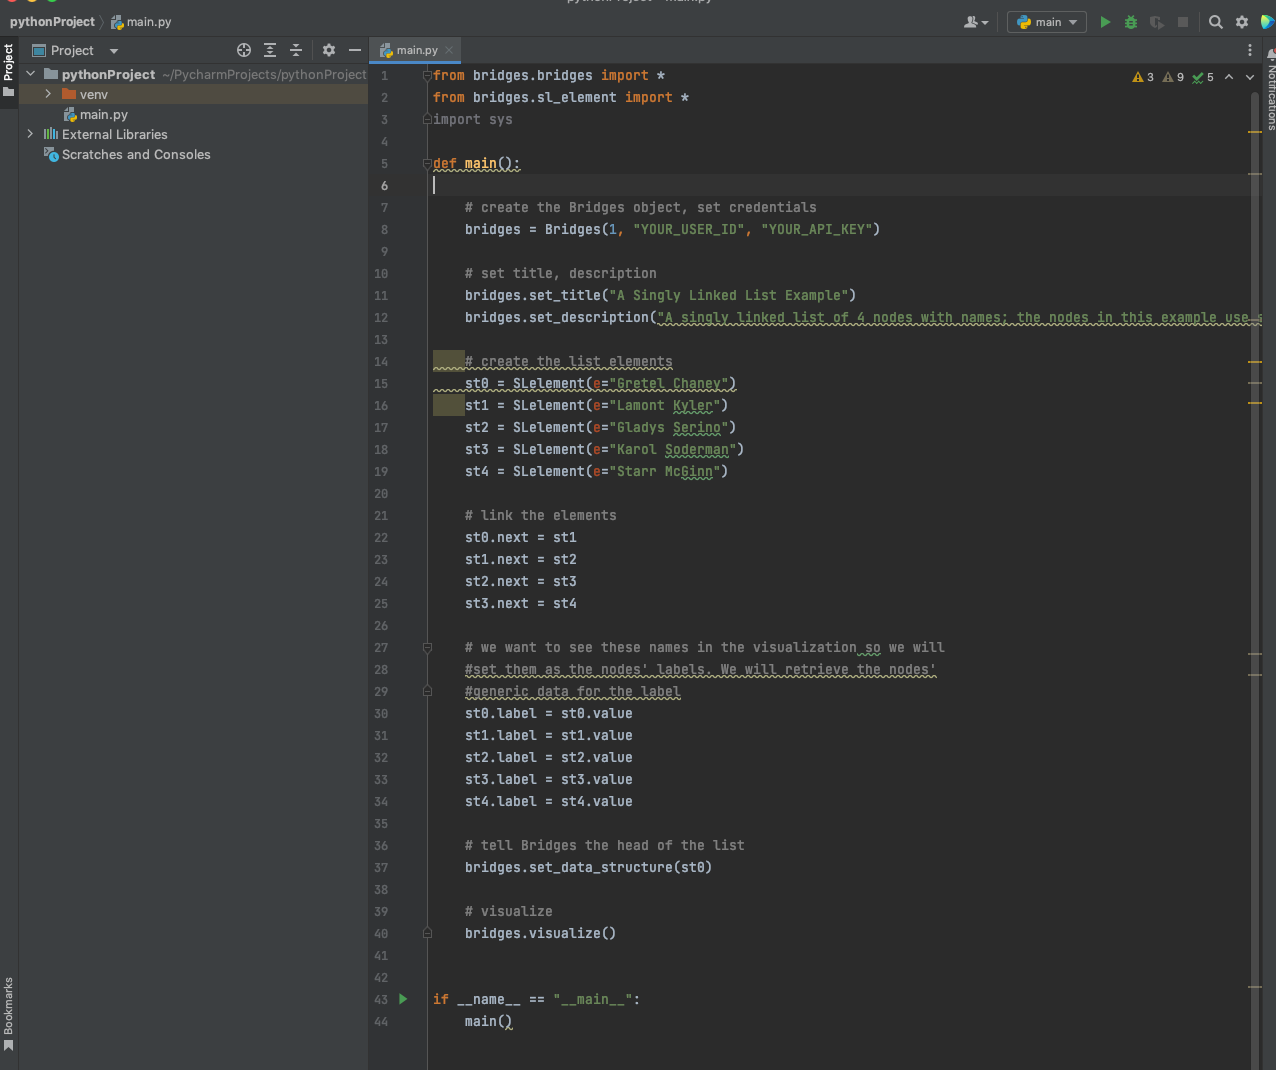 pythonProject main.py
main
Project
main.py
pythonProject ~/PycharmProjects/pythonProject
venv
main.py
External Libraries
Scratches and Consoles
Project
Bookmarks
Notifications
3 9 5
1 from bridges.bridges import *
2 from bridges.sl_element import *
3 import sys
4
5 def main():
6
7 # create the Bridges object, set credentials
8 bridges = Bridges(1, "YOUR_USER_ID", "YOUR_API_KEY")
9
10 # set title, description
11 bridges.set_title("A Singly Linked List Example")
12 bridges.set_description("A singly linked list of 4 nodes with names; the nodes in this example use
13
14 # create the list elements
15 st0 = SLelement(e="Gretel Chaney")
16 st1 = SLelement(e="Lamont Kyler")
17 st2 = SLelement(e="Gladys Serino")
18 st3 = SLelement(e="Karol Soderman")
19 st4 = SLelement(e="Starr McGinn")
20
21 # link the elements
22 st0.next = st1
23 st1.next = st2
24 st2.next = st3
25 st3.next = st4
26
27 # we want to see these names in the visualization so we will
28 #set them as the nodes' labels. We will retrieve the nodes'
29 #generic data for the label
30 st0.label = st0.value
31 st1.label = st1.value
32 st2.label = st2.value
33 st3.label = st3.value
34 st4.label = st4.value
35
36 # tell Bridges the head of the list
37 bridges.set_data_structure(st0)
38
39 # visualize
40 bridges.visualize()
41
42
43 if __name__ == "__main__":
44 main()